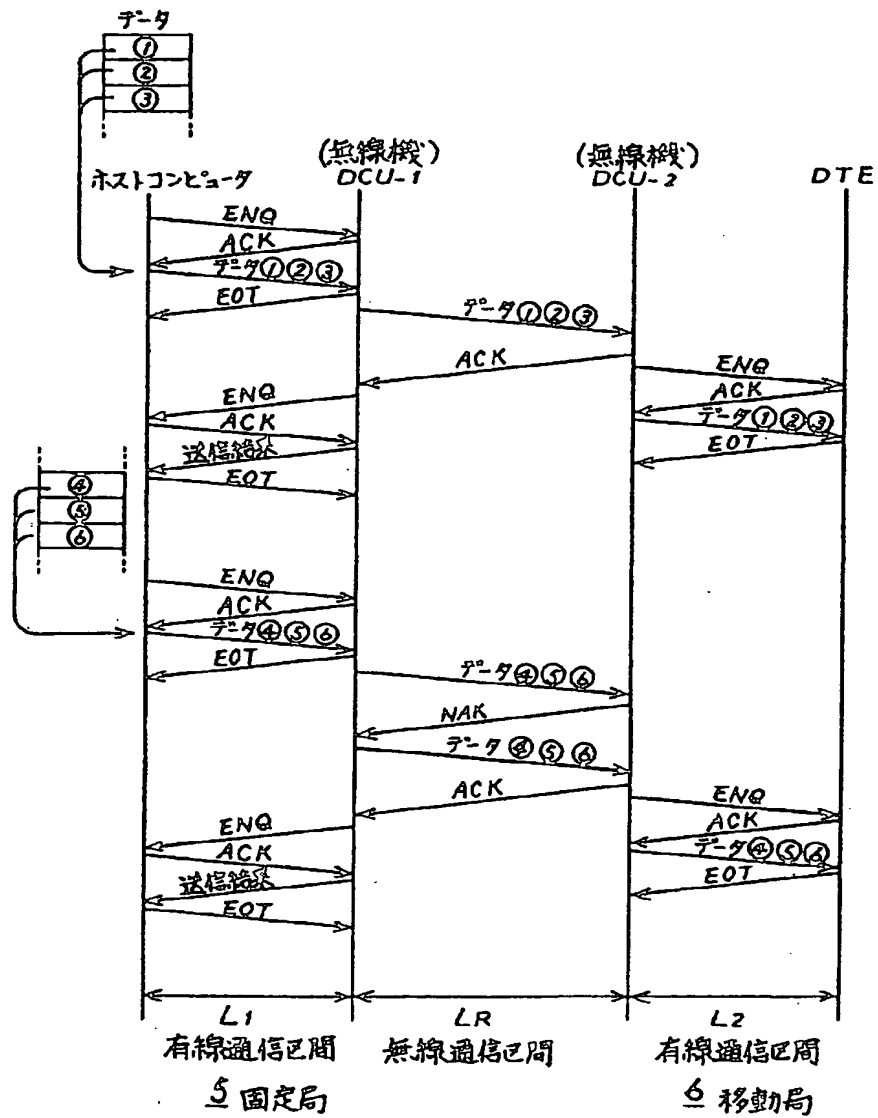 データ
①
②
③
(無線機) (無線機)
ホストコンピュータ DCU-1 DCU-2 DTE
ENQ
ACK
データ①②③
EOT
データ①②③
ACK ENQ
ENQ ACK
ACK データ①②③
送信結果 EOT
EOT
④
⑤
⑥
ENQ
ACK
データ④⑤⑥
EOT
データ④⑤⑥
NAK
データ④⑤⑥
ACK ENQ
ENQ ACK
ACK データ④⑤⑥
送信結果 EOT
EOT
L1 LR L2
有線通信区間 無線通信区間 有線通信区間
5 固定局 6 移動局